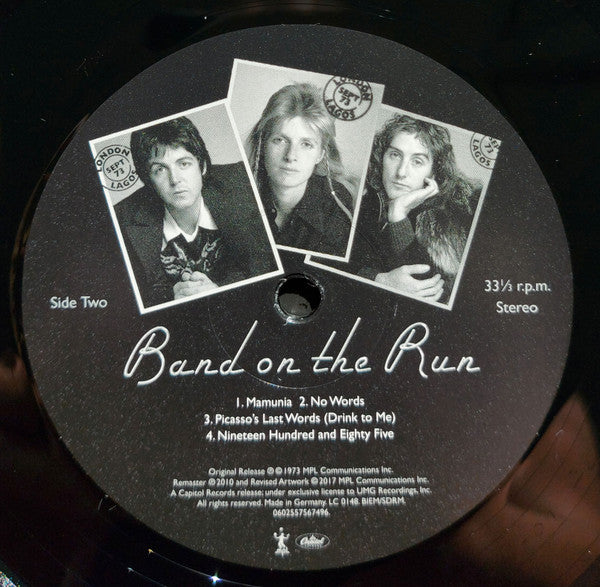 LONDON
SEPT
73
LAGOS
LONDON
SEPT
73
LAGOS
LONDON
SEPT
73
LAGOS
Side Two
33⅓ r.p.m.
Stereo
Band on the Run
1. Mamunia 2. No Words
3. Picasso's Last Words (Drink to Me)
4. Nineteen Hundred and Eighty Five
Original Release ℗ © 1973 MPL Communications Inc.
Remaster ℗ 2010 and Revised Artwork © 2017 MPL Communications Inc.
A Capitol Records release; under exclusive license to UMG Recordings, Inc.
All rights reserved. Made in Germany. LC 0148. BIEM/SDRM.
0602557567496.
Capitol